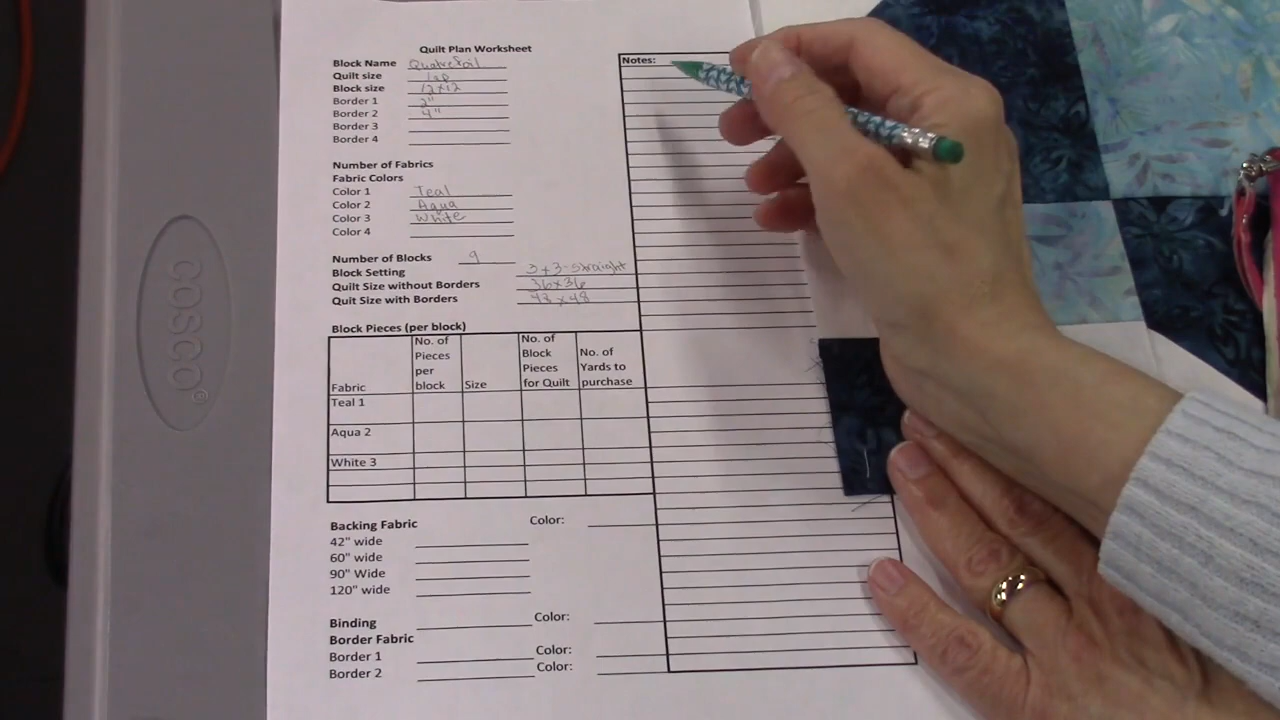 Quilt Plan Worksheet
Block Name Quatrefoil
Quilt size lap
Block size 12x12
Border 1 2"
Border 2 4"
Border 3
Border 4
Number of Fabrics
Fabric Colors
Color 1 Teal
Color 2 Aqua
Color 3 White
Color 4
Number of Blocks 9
Block Setting 3x3-Straight
Quilt Size without Borders 36x36
Quit Size with Borders 48x48
Block Pieces (per block)
Fabric
No. of
Pieces
per
block
Size
No. of
Block
Pieces
for Quilt
No. of
Yards to
purchase
Teal 1
Aqua 2
White 3
Backing Fabric Color:
42" wide
60" wide
90" Wide
120" wide
Binding Color:
Border Fabric
Border 1 Color:
Border 2 Color:
Notes:
COSCO®